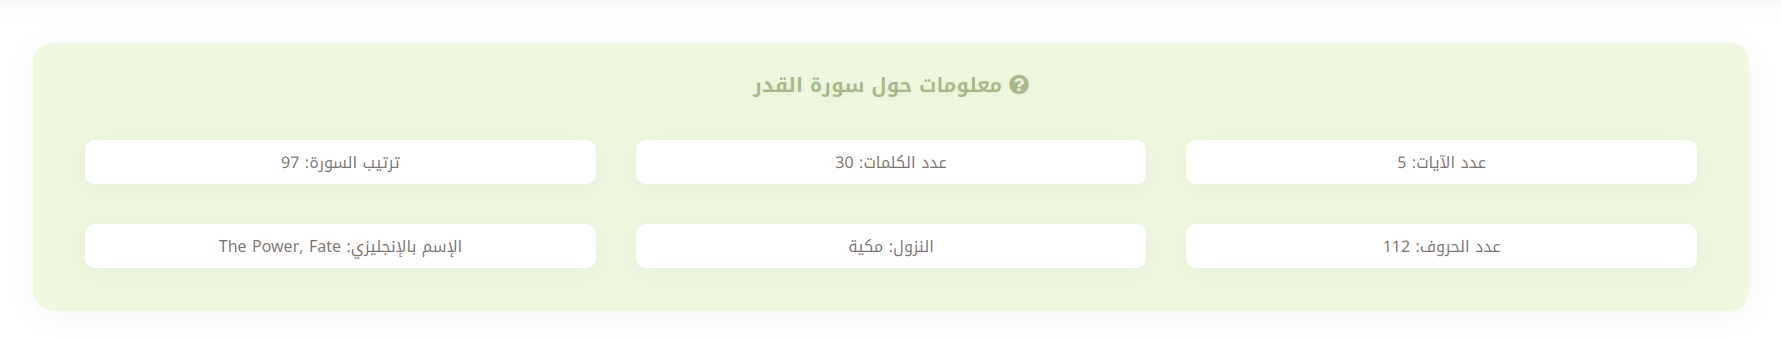 معلومات حول سورة القدر
عدد الآيات: 5
عدد الكلمات: 30
ترتيب السورة: 97
عدد الحروف: 112
النزول: مكية
الإسم بالإنجليزي: The Power, Fate